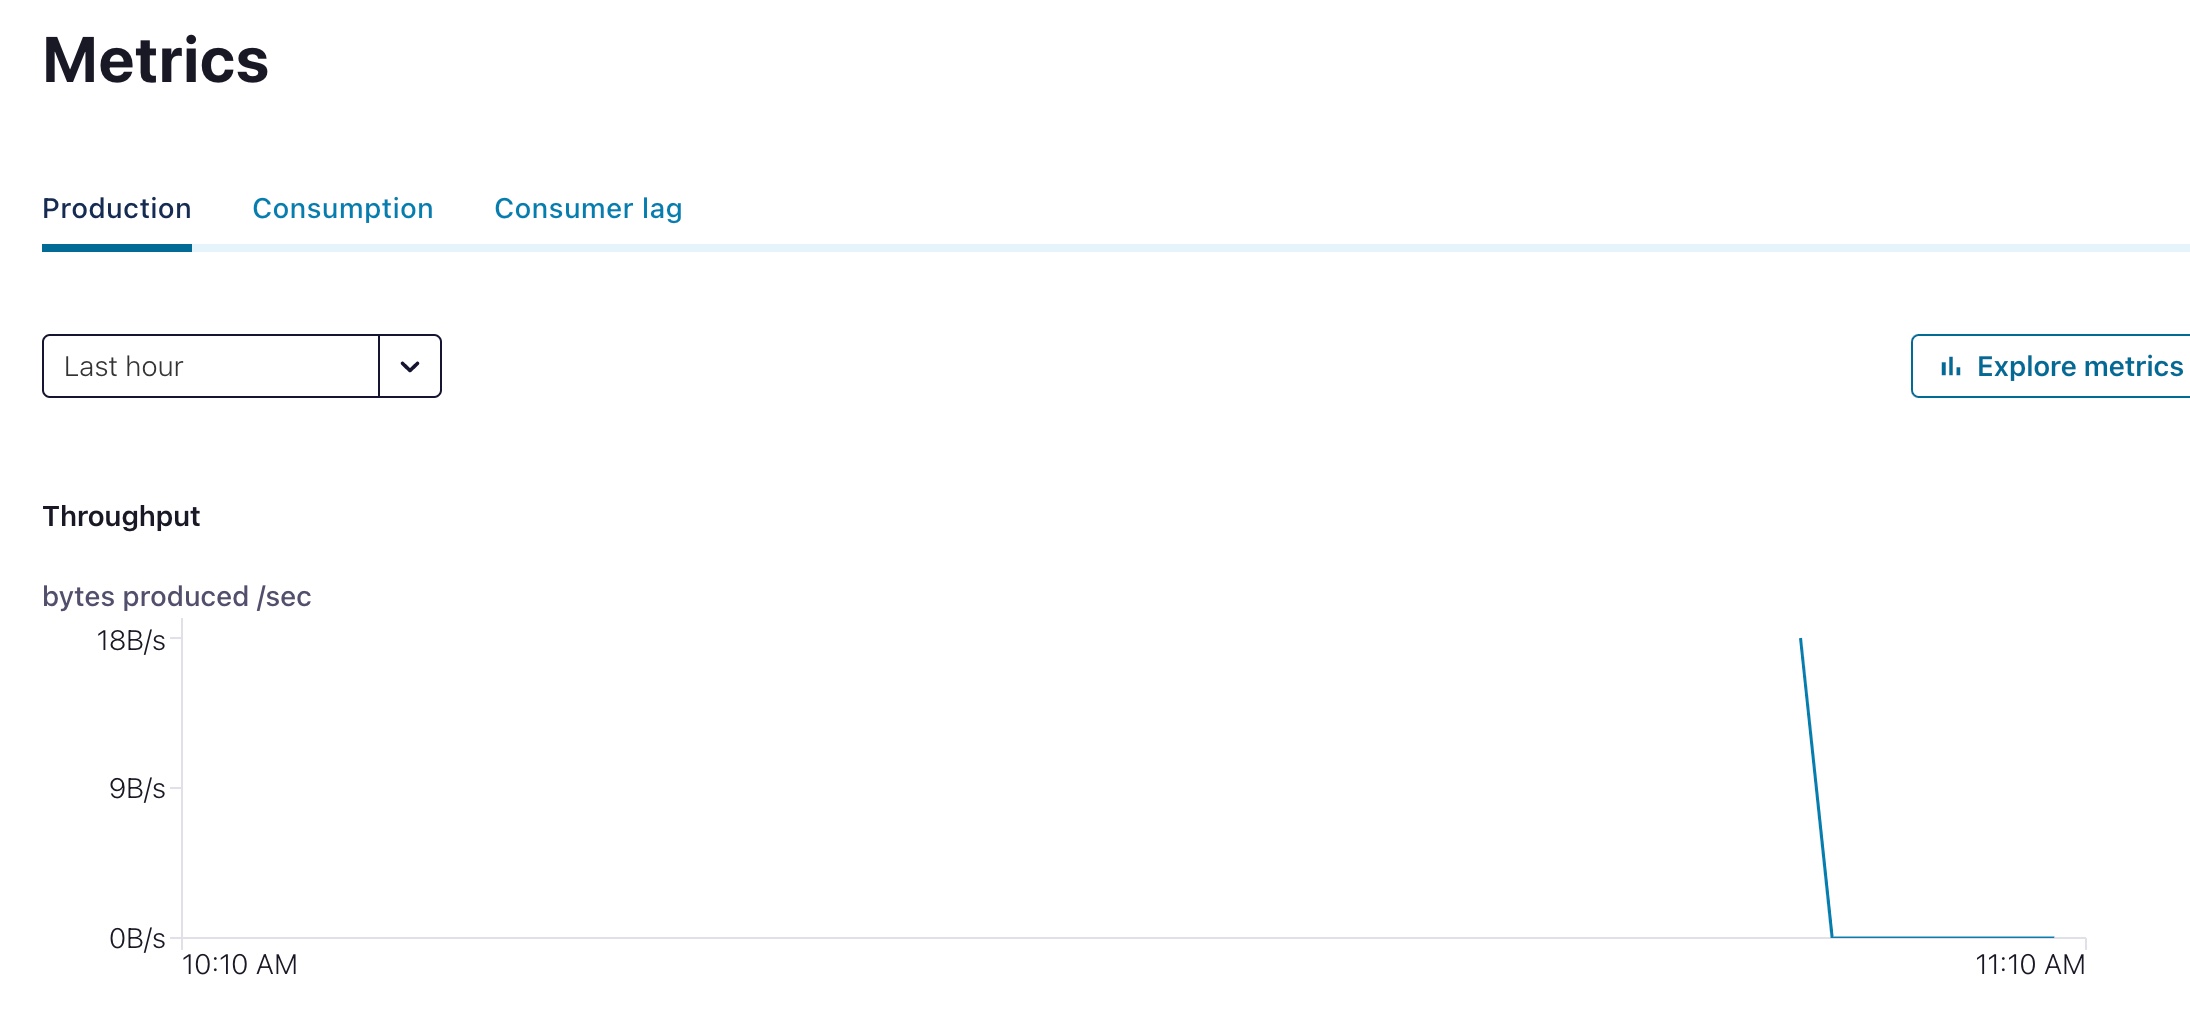 Metrics
Production Consumption Consumer lag
Last hour
Explore metrics
Throughput
bytes produced /sec
18B/s
9B/s
0B/s
10:10 AM 11:10 AM